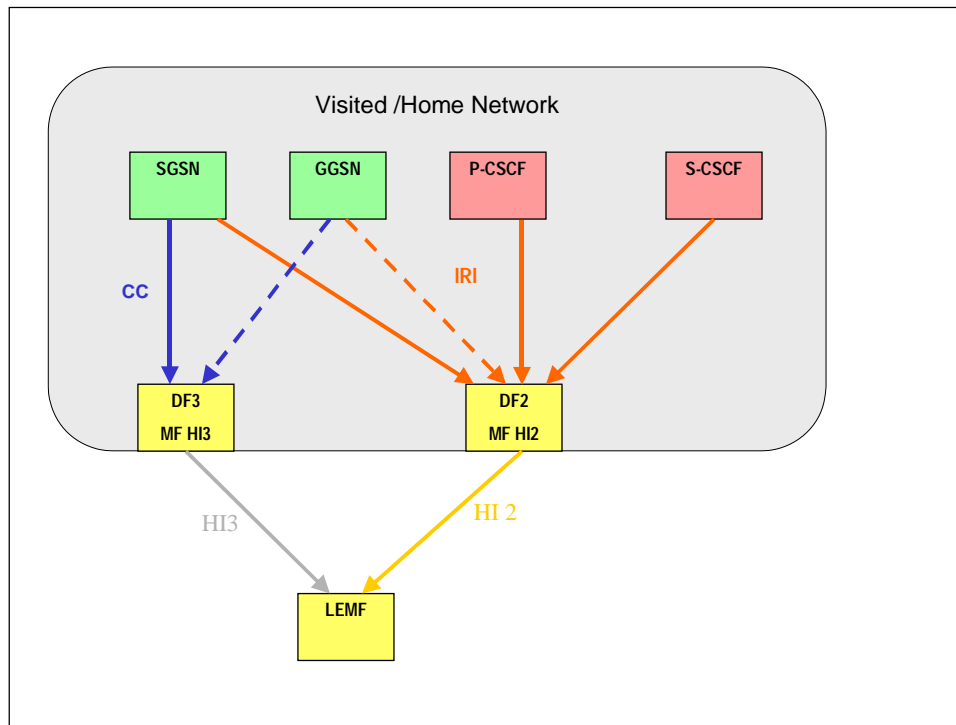 Visited /Home Network
SGSN
GGSN
P-CSCF
S-CSCF
CC
IRI
DF3
MF HI3
DF2
MF HI2
HI3
HI 2
LEMF